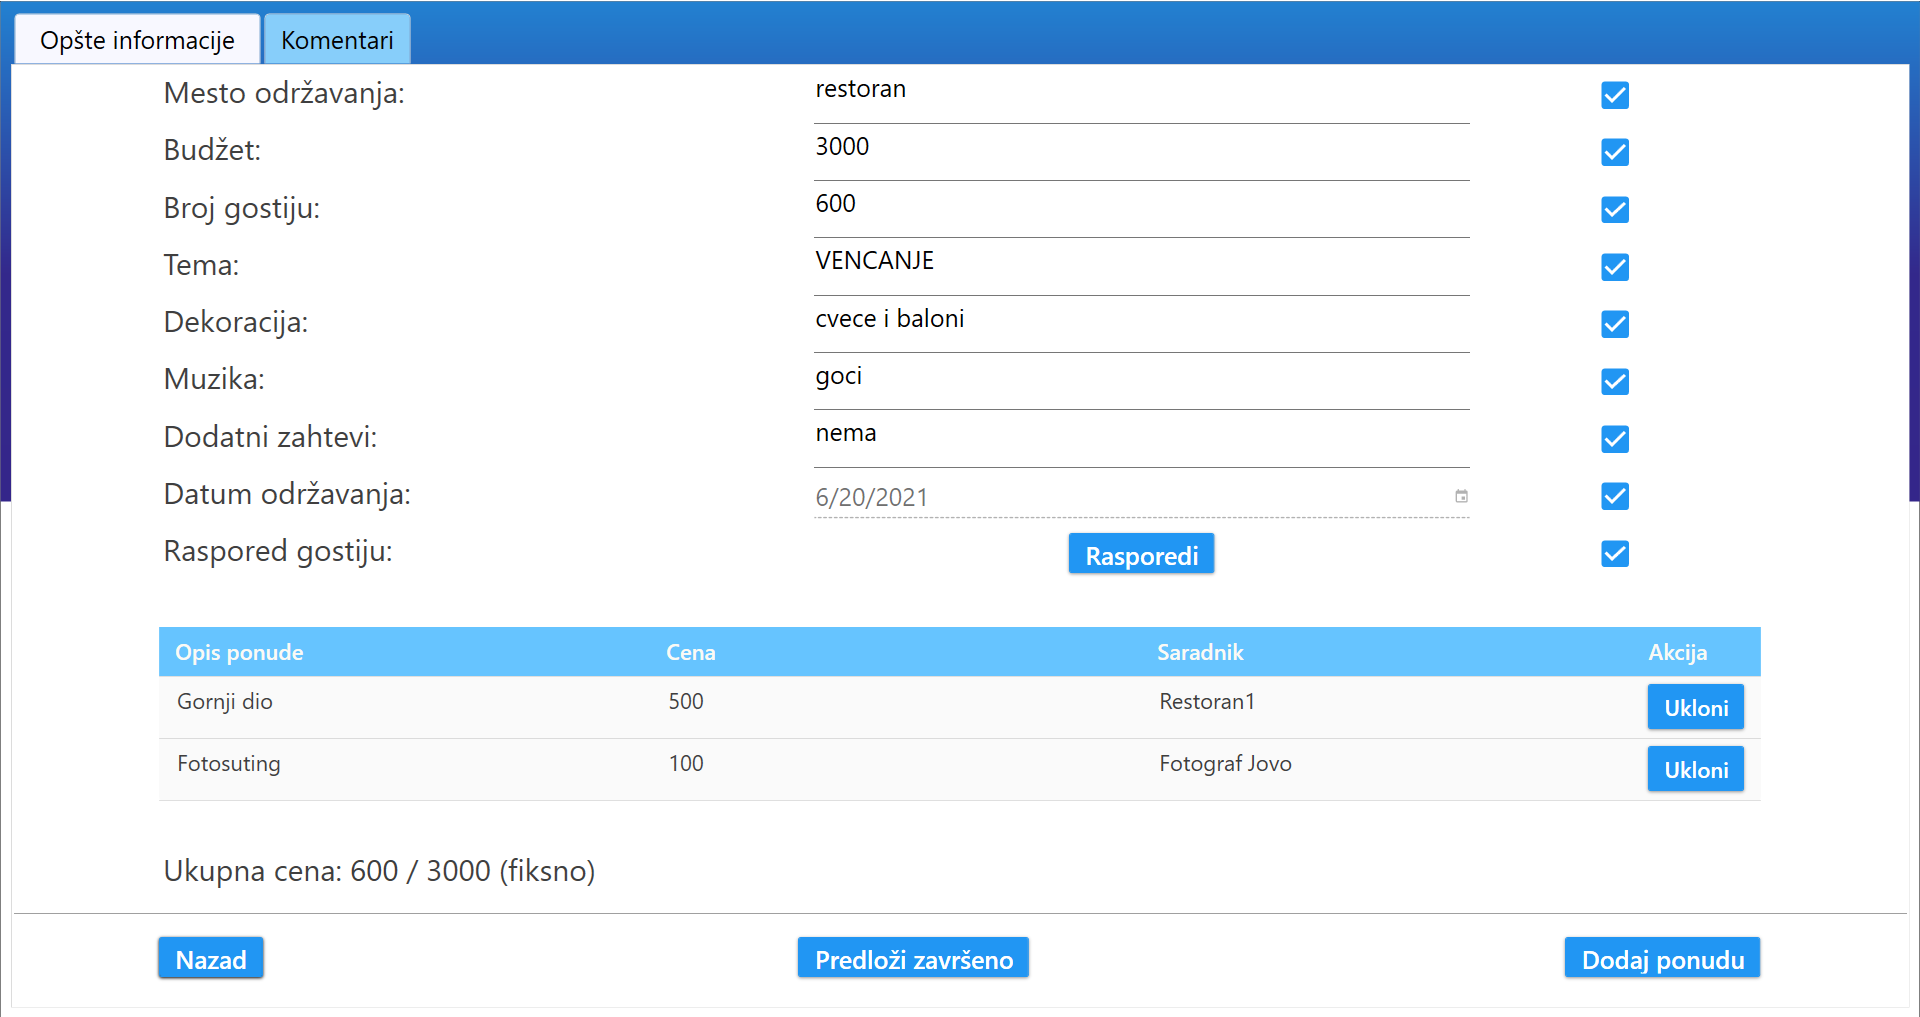 Opšte informacije Komentari
Mesto održavanja: restoran
Budžet: 3000
Broj gostiju: 600
Tema: VENCANJE
Dekoracija: cvece i baloni
Muzika: goci
Dodatni zahtevi: nema
Datum održavanja: 6/20/2021
Raspored gostiju: Rasporedi
Opis ponude Cena Saradnik Akcija
Gornji dio 500 Restoran1 Ukloni
Fotosuting 100 Fotograf Jovo Ukloni
Ukupna cena: 600 / 3000 (fiksno)
Nazad Predloži završeno Dodaj ponudu